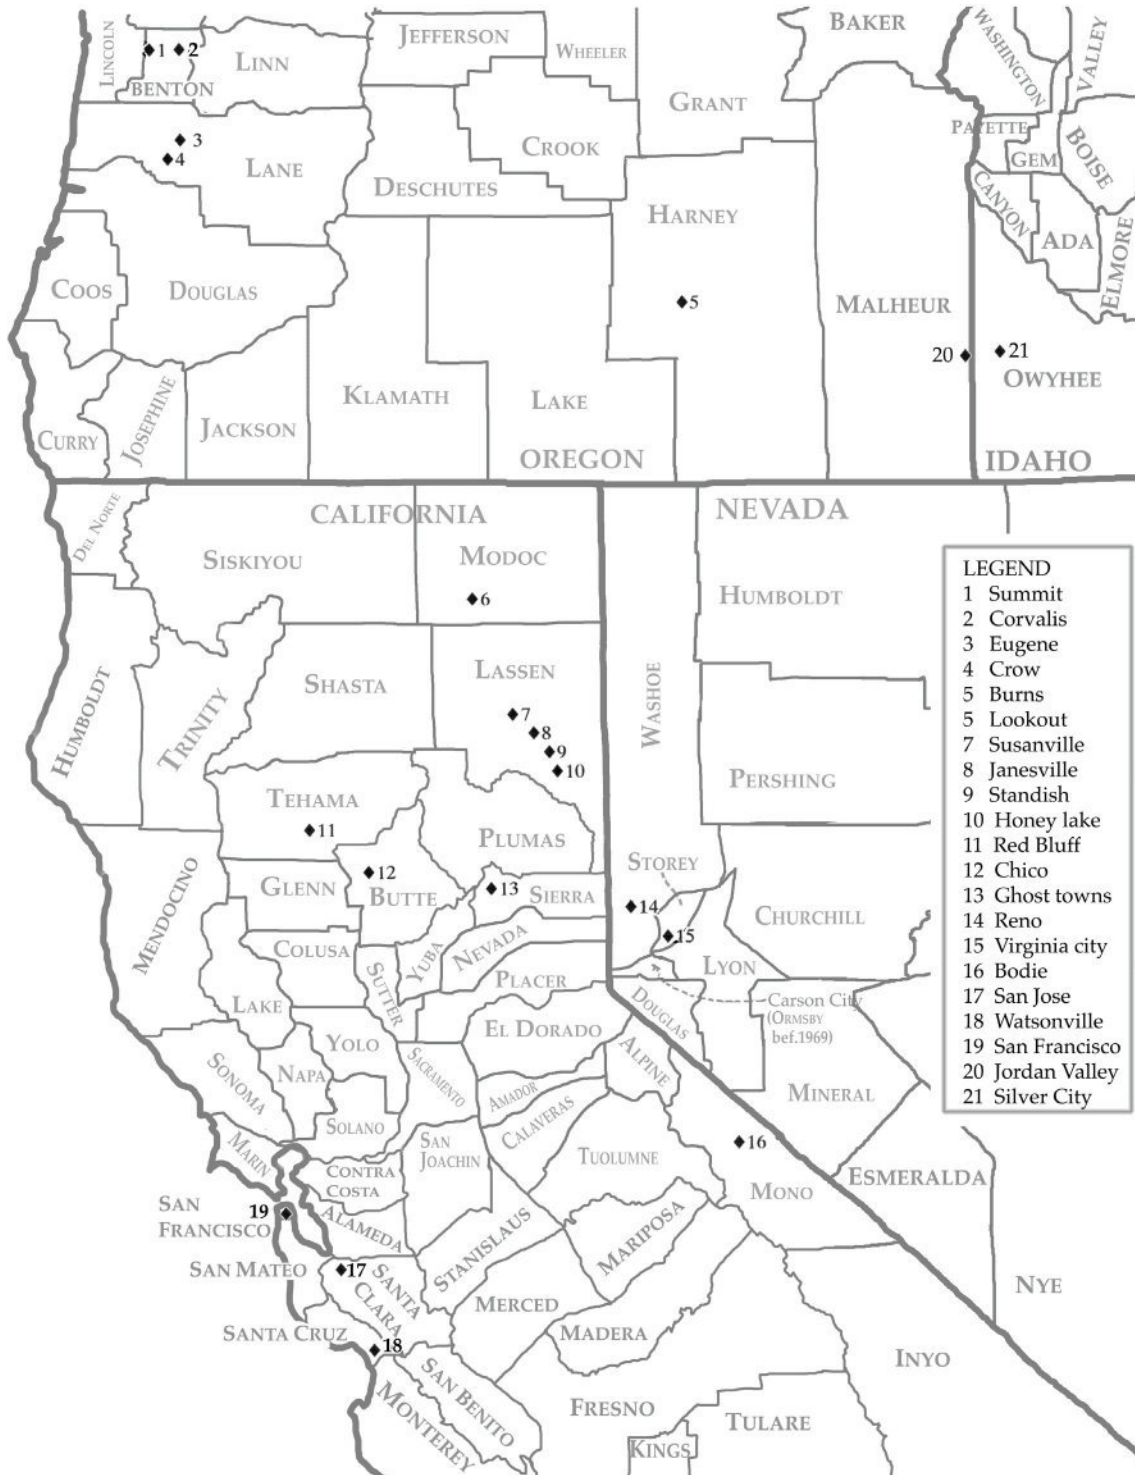 LINCOLN
1
2
BENTON
LINN
JEFFERSON
WHEELER
BAKER
WASHINGTON
VALLEY
GRANT
PAYETTE
GEM
BOISE
3
4
LANE
CROOK
DESCHUTES
HARNEY
CANYON
ADA
ELMORE
COOS
DOUGLAS
5
MALHEUR
20
21
OWYHEE
CURRY
JOSEPHINE
JACKSON
KLAMATH
LAKE
OREGON
IDAHO
DEL NORTE
CALIFORNIA
NEVADA
SISKIYOU
MODOC
6
HUMBOLDT
LEGEND
1 Summit
2 Corvalis
3 Eugene
4 Crow
5 Burns
5 Lookout
7 Susanville
8 Janesville
9 Standish
10 Honey lake
11 Red Bluff
12 Chico
13 Ghost towns
14 Reno
15 Virginia city
16 Bodie
17 San Jose
18 Watsonville
19 San Francisco
20 Jordan Valley
21 Silver City
HUMBOLDT
TRINITY
SHASTA
LASSEN
WASHOE
7
8
9
10
PERSHING
TEHAMA
11
PLUMAS
STOREY
12
GLENN
BUTTE
13
SIERRA
14
15
CHURCHILL
MENDOCINO
COLUSA
SUTTER
YUBA
NEVADA
LYON
PLACER
LAKE
DOUGLAS
Carson City
(ORMSBY
bef.1969)
EL DORADO
YOLO
SONOMA
NAPA
SACRAMENTO
ALPINE
AMADOR
MINERAL
SOLANO
CALAVERAS
MARIN
SAN
JOACHIN
TUOLUMNE
16
CONTRA
COSTA
MONO
ESMERALDA
SAN
FRANCISCO
19
ALAMEDA
STANISLAUS
MARIPOSA
SAN MATEO
17
SANTA
CLARA
NYE
MERCED
SANTA CRUZ
18
MADERA
INYO
SAN BENITO
MONTEREY
FRESNO
TULARE
KINGS